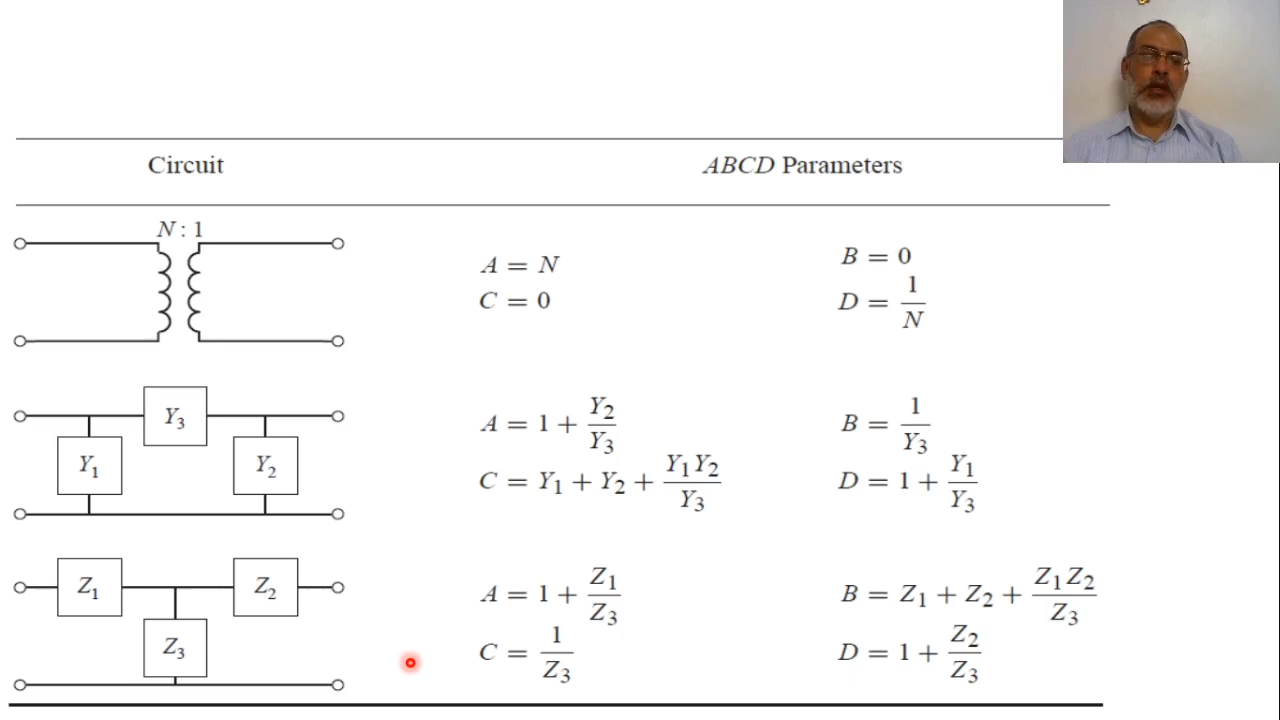 Circuit ABCD Parameters
N : 1
A = N B = 0
C = 0 D = 1/N
Y₃
Y₁ Y₂
A = 1 + Y₂/Y₃ B = 1/Y₃
C = Y₁ + Y₂ + Y₁Y₂/Y₃ D = 1 + Y₁/Y₃
Z₁ Z₂
Z₃
A = 1 + Z₁/Z₃ B = Z₁ + Z₂ + Z₁Z₂/Z₃
C = 1/Z₃ D = 1 + Z₂/Z₃